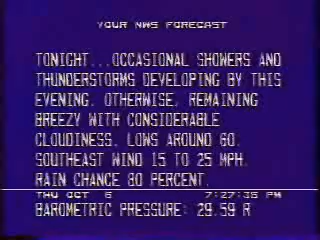 YOUR NWS FORECAST
TONIGHT...OCCASIONAL SHOWERS AND
THUNDERSTORMS DEVELOPING BY THIS
EVENING. OTHERWISE, REMAINING
BREEZY WITH CONSIDERABLE
CLOUDINESS. LOWS AROUND 60.
SOUTHEAST WIND 15 TO 25 MPH.
RAIN CHANCE 80 PERCENT.
THU OCT 6 7:27:35 PM
BAROMETRIC PRESSURE: 29.59 R